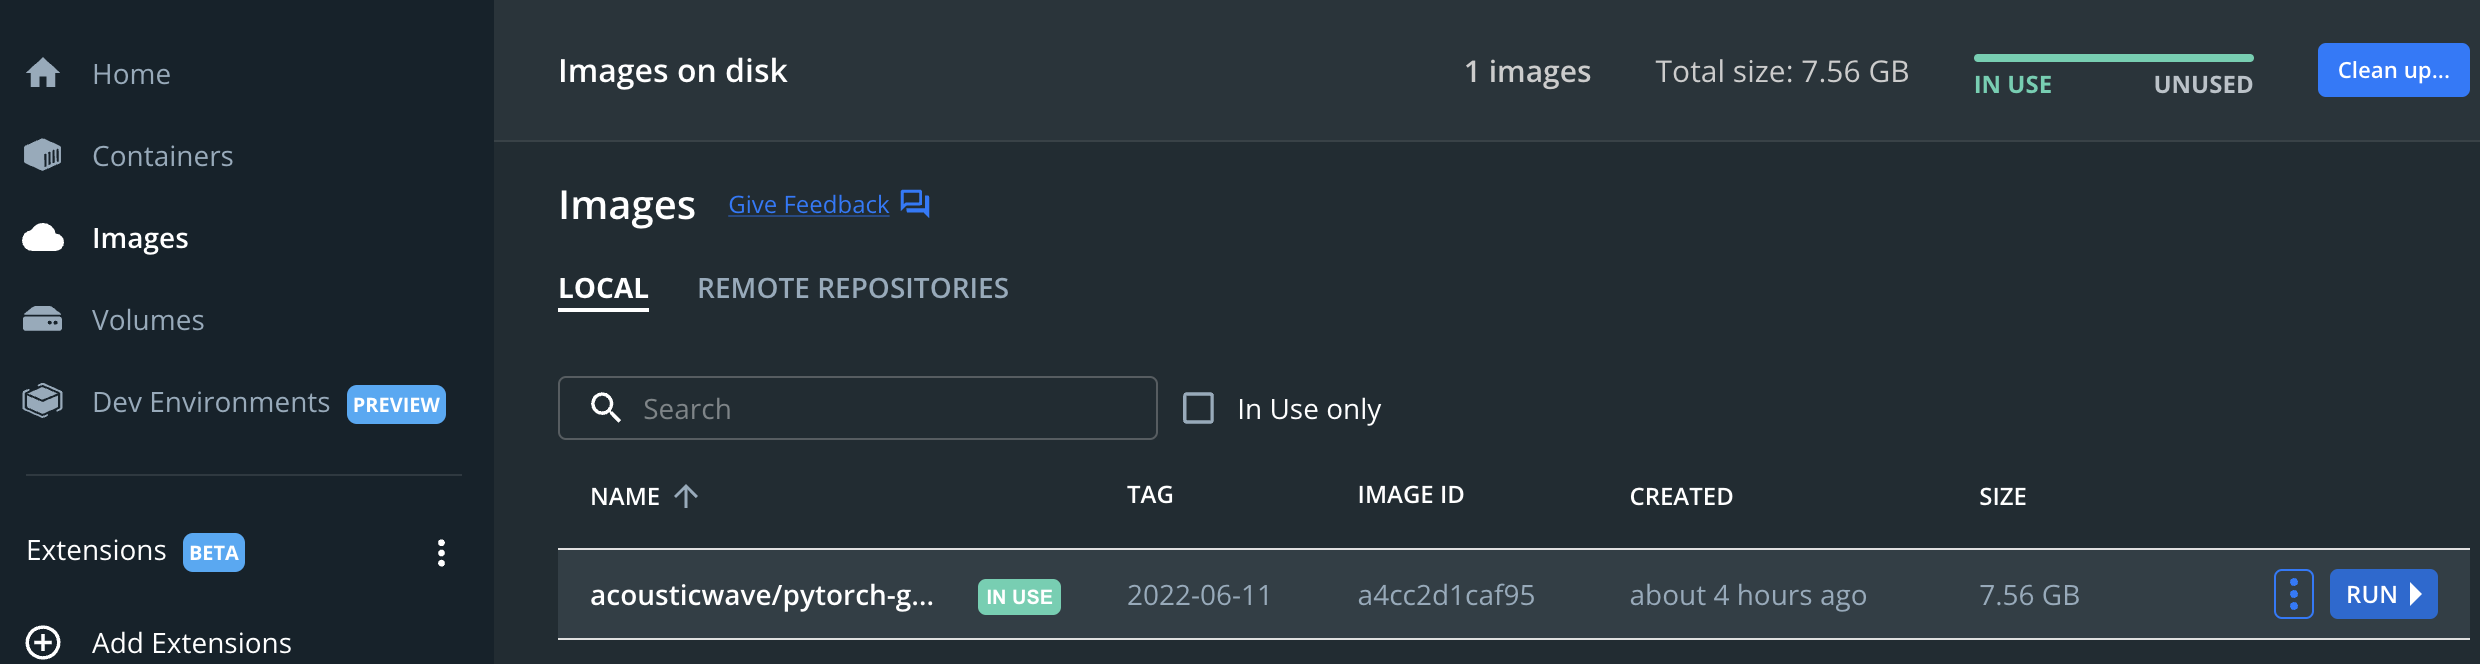 Home
Containers
Images
Volumes
Dev Environments PREVIEW
Extensions BETA
Add Extensions
Images on disk
1 images
Total size: 7.56 GB
IN USE
UNUSED
Clean up...
Images
Give Feedback
LOCAL
REMOTE REPOSITORIES
Search
In Use only
NAME TAG IMAGE ID CREATED SIZE
acousticwave/pytorch-g... IN USE 2022-06-11 a4cc2d1caf95 about 4 hours ago 7.56 GB RUN